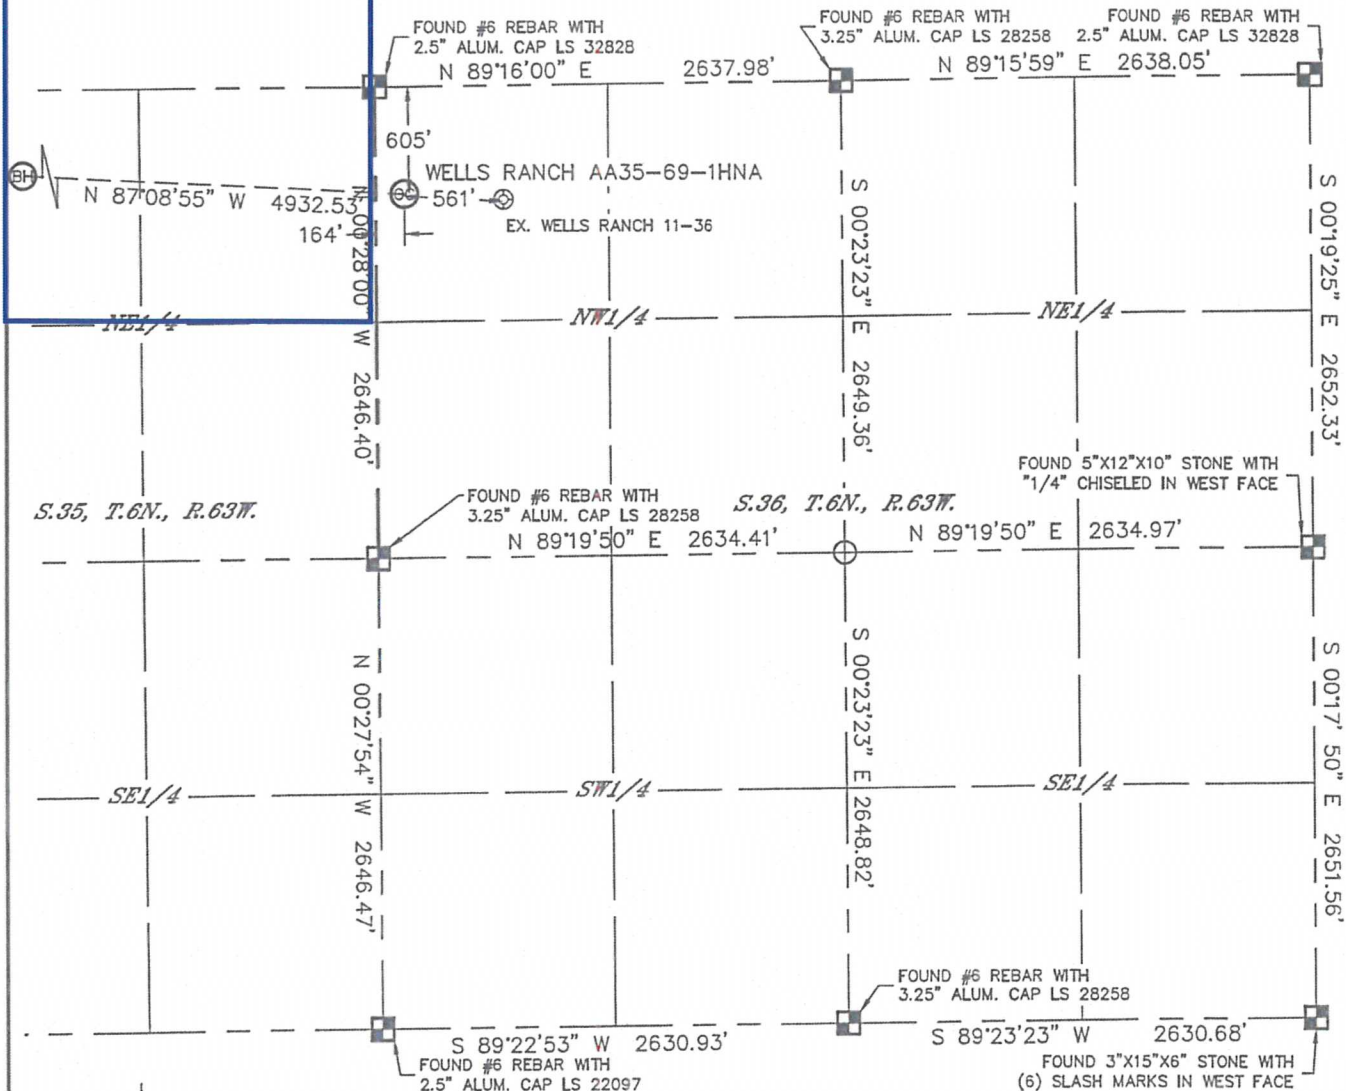 FOUND #6 REBAR WITH
2.5" ALUM. CAP LS 32828
FOUND #6 REBAR WITH
3.25" ALUM. CAP LS 28258
FOUND #6 REBAR WITH
2.5" ALUM. CAP LS 32828
N 89°16'00" E 2637.98'
N 89°15'59" E 2638.05'
605'
BH
N 87°08'55" W 4932.53'
WELLS RANCH AA35-69-1HNA
561'
EX. WELLS RANCH 11-36
164'
N 00°28'00" W 2646.40'
S 00°23'23" E 2649.36'
S 00°19'25" E 2652.33'
NE1/4
NW1/4
NE1/4
FOUND 5"X12"X10" STONE WITH
"1/4" CHISELED IN WEST FACE
S.35, T.6N., R.63W.
FOUND #6 REBAR WITH
3.25" ALUM. CAP LS 28258
S.36, T.6N., R.63W.
N 89°19'50" E 2634.41'
N 89°19'50" E 2634.97'
N 00°27'54" W 2646.47'
S 00°23'23" E 2648.82'
S 00°17' 50" E 2651.56'
SE1/4
SW1/4
SE1/4
FOUND #6 REBAR WITH
3.25" ALUM. CAP LS 28258
S 89°22'53" W 2630.93'
S 89°23'23" W 2630.68'
FOUND #6 REBAR WITH
2.5" ALUM. CAP LS 22097
FOUND 3"X15"X6" STONE WITH
(6) SLASH MARKS IN WEST FACE